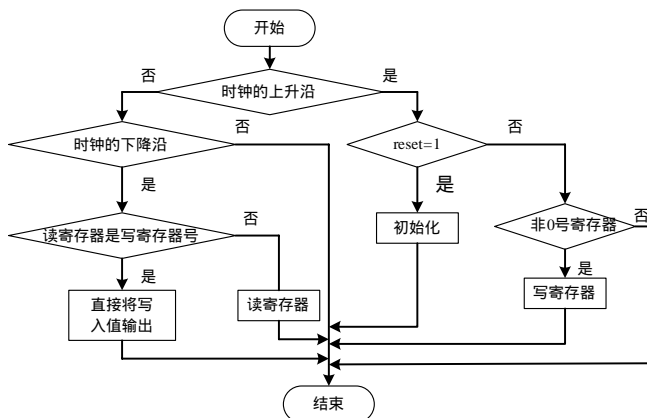 开始
否
是
时钟的上升沿
时钟的下降沿
否
reset=1
否
是
是
读寄存器是写寄存器号
否
初始化
非0号寄存器
否
是
直接将写
入值输出
读寄存器
是
写寄存器
结束